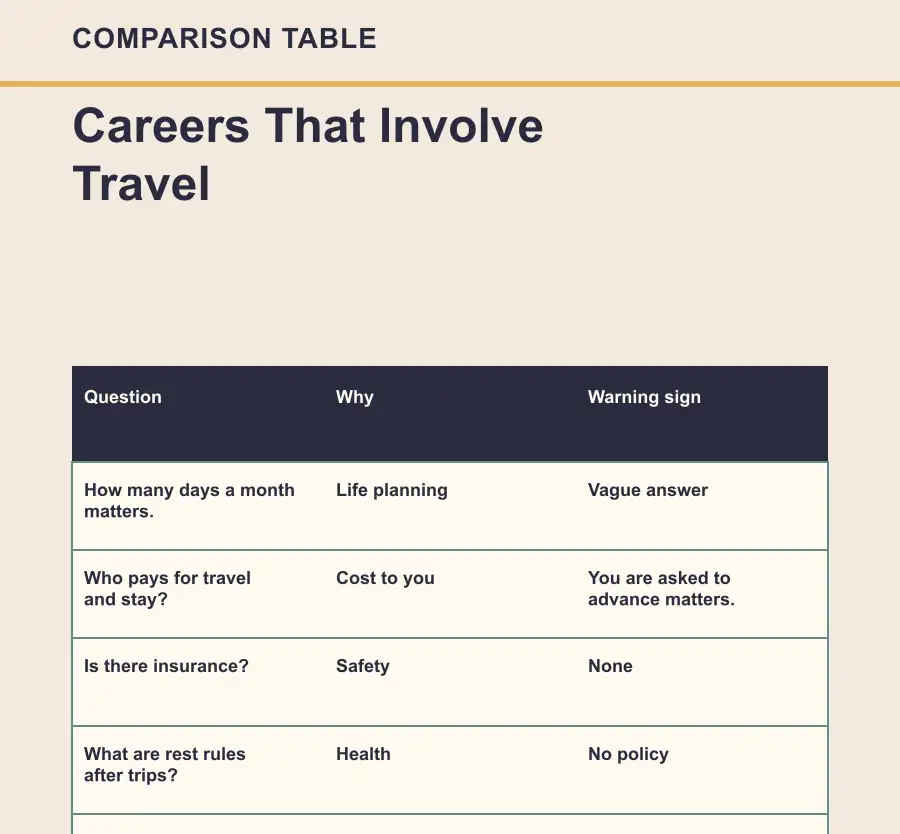 COMPARISON TABLE
Careers That Involve
Travel
Question Why Warning sign
How many days a month Life planning Vague answer
matters.
Who pays for travel Cost to you You are asked to
and stay? advance matters.
Is there insurance? Safety None
What are rest rules Health No policy
after trips?